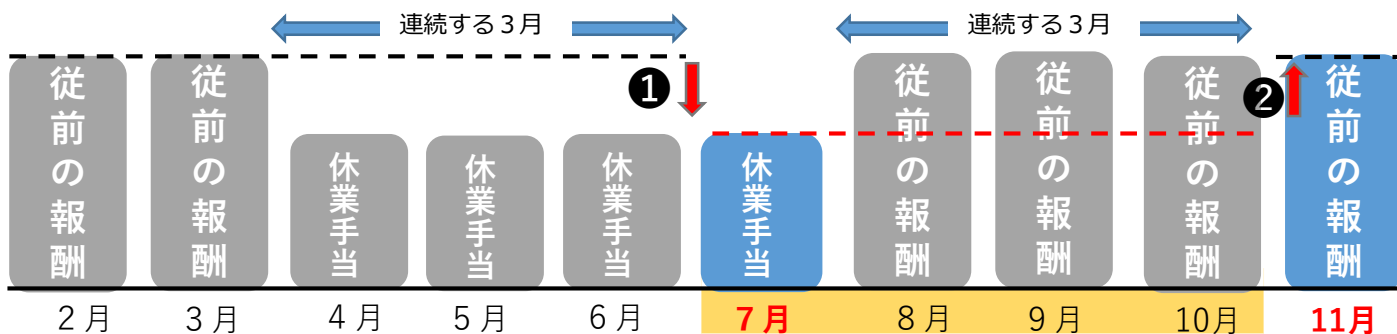 連続する３月
連続する３月
❶
❷
従前の報酬
従前の報酬
休業手当
休業手当
休業手当
休業手当
従前の報酬
従前の報酬
従前の報酬
従前の報酬
２月
３月
４月
５月
６月
７月
８月
９月
10月
11月